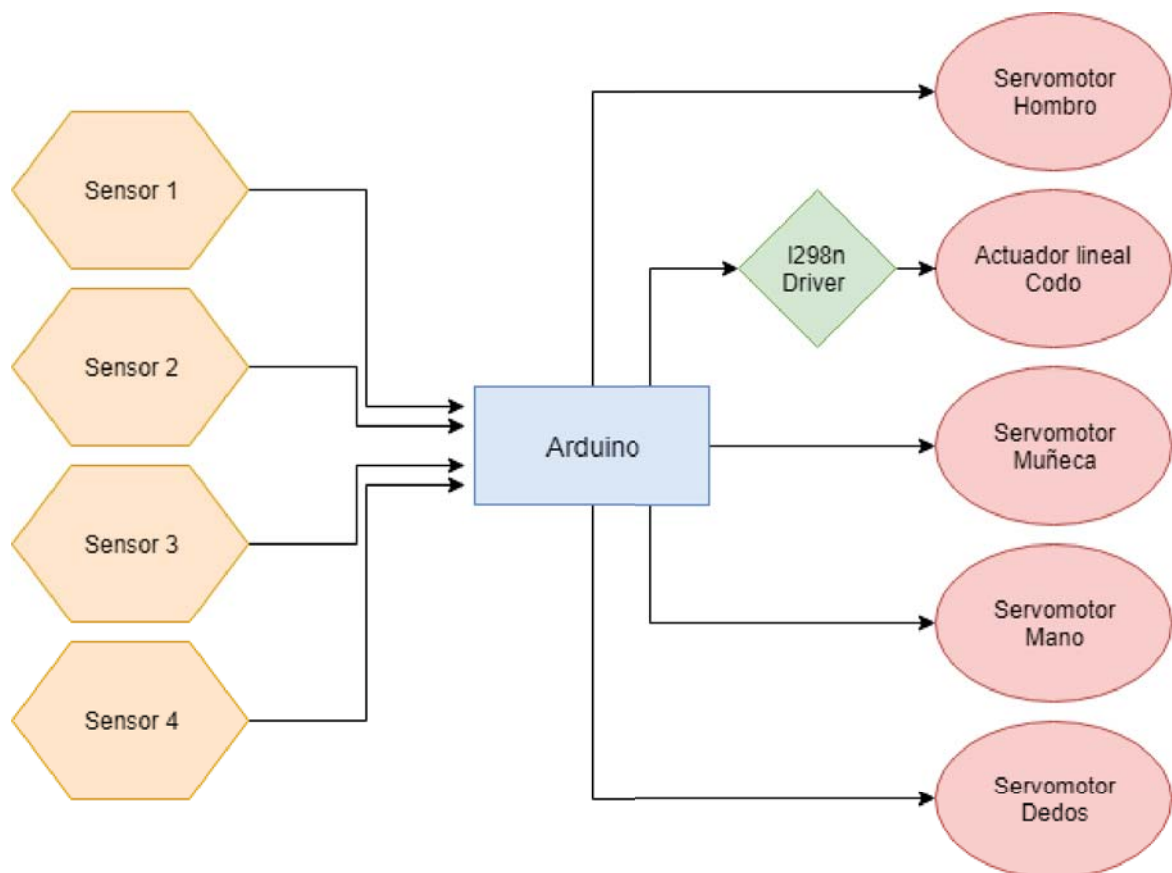 Sensor 1
Sensor 2
Sensor 3
Sensor 4
Arduino
l298n
Driver
Servomotor
Hombro
Actuador lineal
Codo
Servomotor
Muñeca
Servomotor
Mano
Servomotor
Dedos